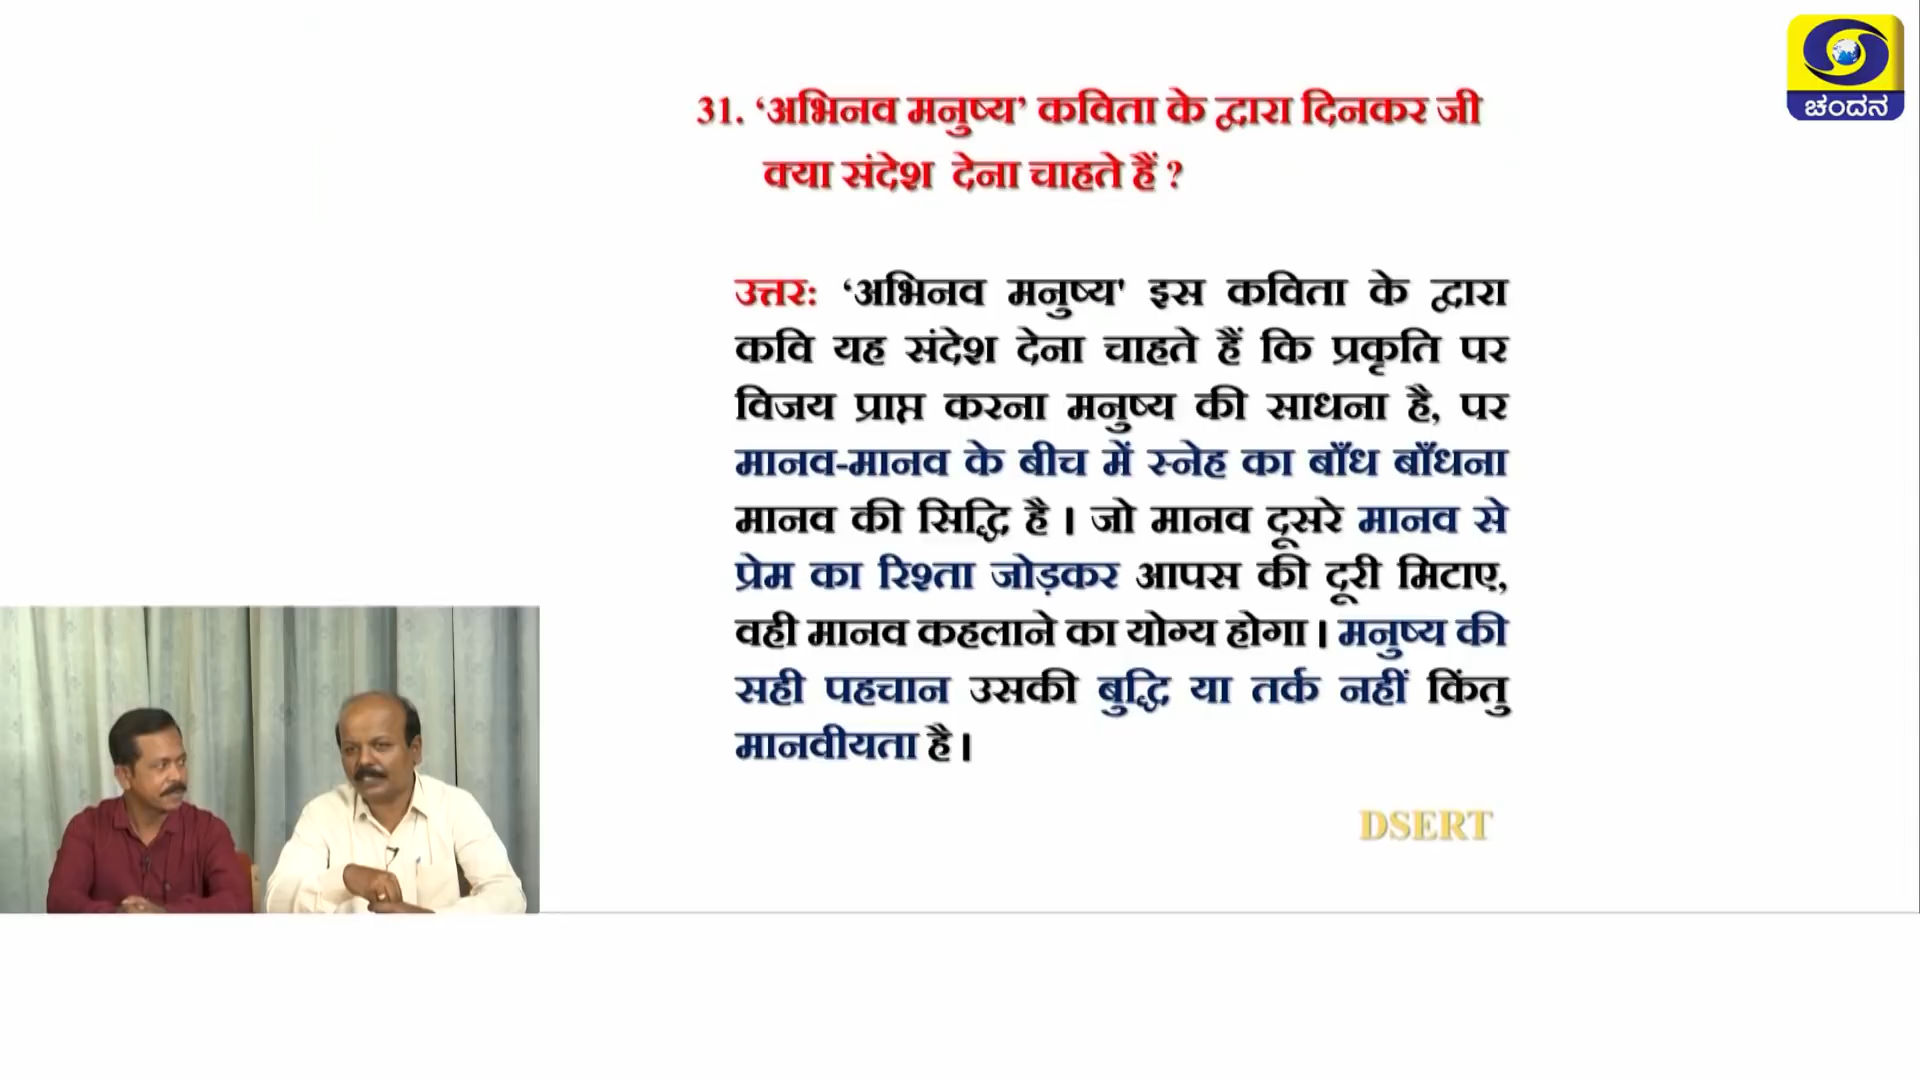 ಚಂದನ
31. ‘अभिनव मनुष्य’ कविता के द्वारा दिनकर जी
क्या संदेश देना चाहते हैं ?
उत्तर: ‘अभिनव मनुष्य' इस कविता के द्वारा
कवि यह संदेश देना चाहते हैं कि प्रकृति पर
विजय प्राप्त करना मनुष्य की साधना है, पर
मानव-मानव के बीच में स्नेह का बाँध बाँधना
मानव की सिद्धि है । जो मानव दूसरे मानव से
प्रेम का रिश्ता जोड़कर आपस की दूरी मिटाए,
वही मानव कहलाने का योग्य होगा । मनुष्य की
सही पहचान उसकी बुद्धि या तर्क नहीं किंतु
मानवीयता है ।
DSERT